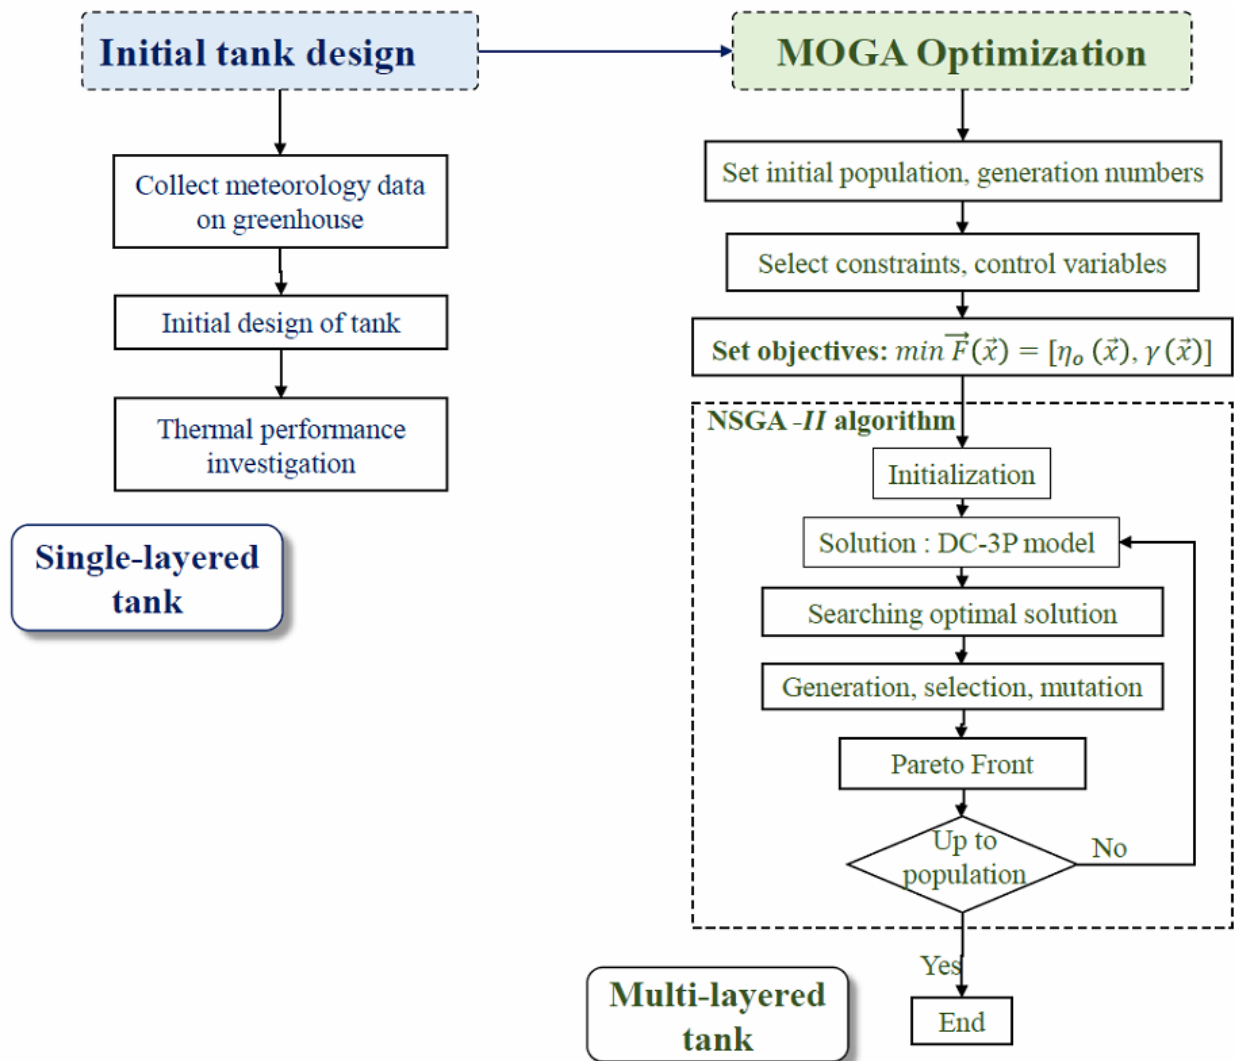 Initial tank design
Collect meteorology data
on greenhouse
Initial design of tank
Thermal performance
investigation
Single-layered
tank
MOGA Optimization
Set initial population, generation numbers
Select constraints, control variables
Set objectives: min F⃗(x⃗) = [η₀ (x⃗), γ(x⃗)]
NSGA -II algorithm
Initialization
Solution : DC-3P model
Searching optimal solution
Generation, selection, mutation
Pareto Front
Up to
population
No
Yes
End
Multi-layered
tank